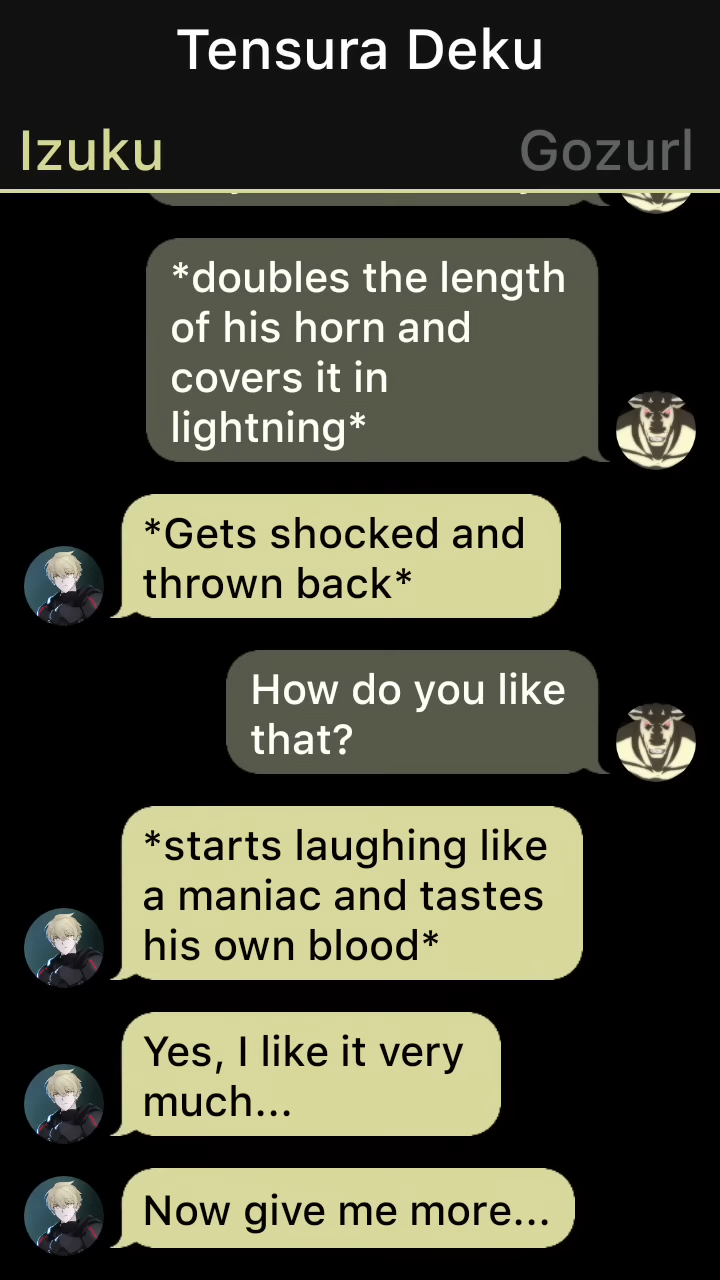 Tensura Deku
Izuku
Gozurl
*doubles the length
of his horn and
covers it in
lightning*
*Gets shocked and
thrown back*
How do you like
that?
*starts laughing like
a maniac and tastes
his own blood*
Yes, I like it very
much...
Now give me more...